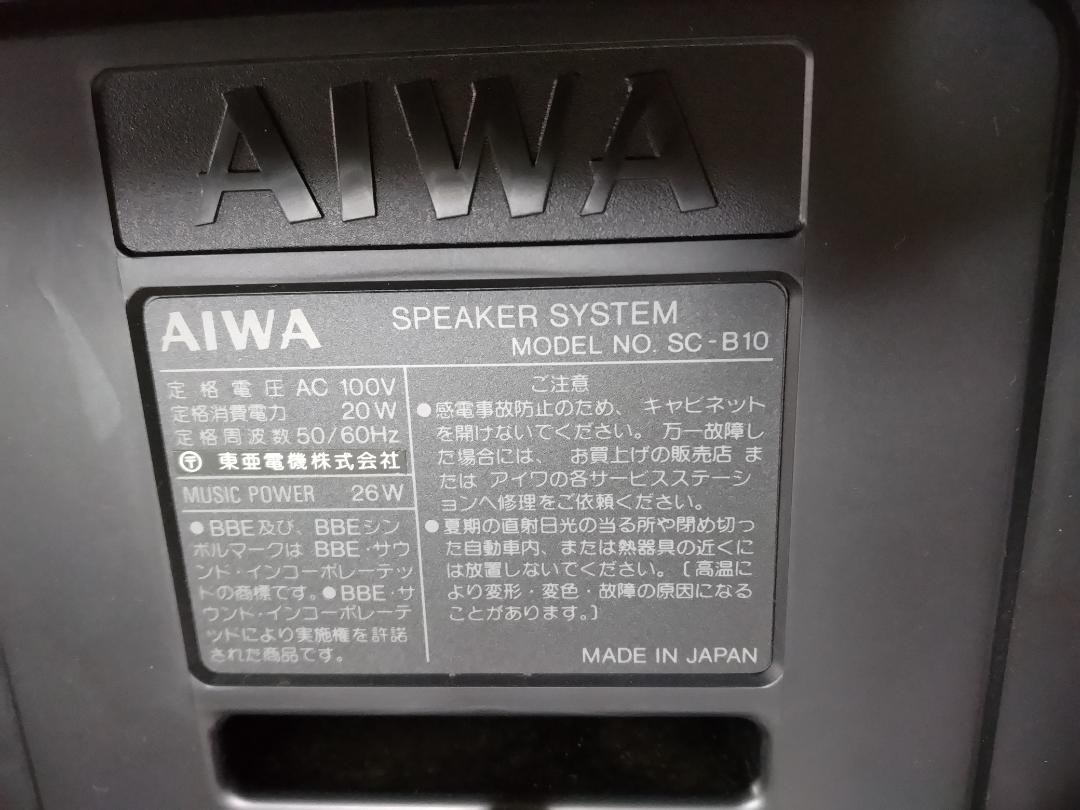 AIWA
AIWA
SPEAKER SYSTEM
MODEL NO. SC-B10
定格電圧 AC 100V
定格消費電力 20W
定格周波数 50/60Hz
〒 東亜電機株式会社
MUSIC POWER 26W
●BBE及び、BBEシン
ボルマークは BBE・サウ
ンド・インコーポレーテッ
ドの商標です。●BBE・サ
ウンド・インコーポレーテ
ッドにより実施権を許諾
された商品です。
ご注意
●感電事故防止のため、キャビネット
を開けないでください。万一故障し
た場合には、お買上げの販売店 ま
たは アイワの各サービスステーシ
ョンへ修理をご依頼ください。
●夏期の直射日光の当る所や閉め切っ
た自動車内、または熱器具の近くに
は放置しないでください。〔高温に
より変形・変色・故障の原因になる
ことがあります。〕
MADE IN JAPAN